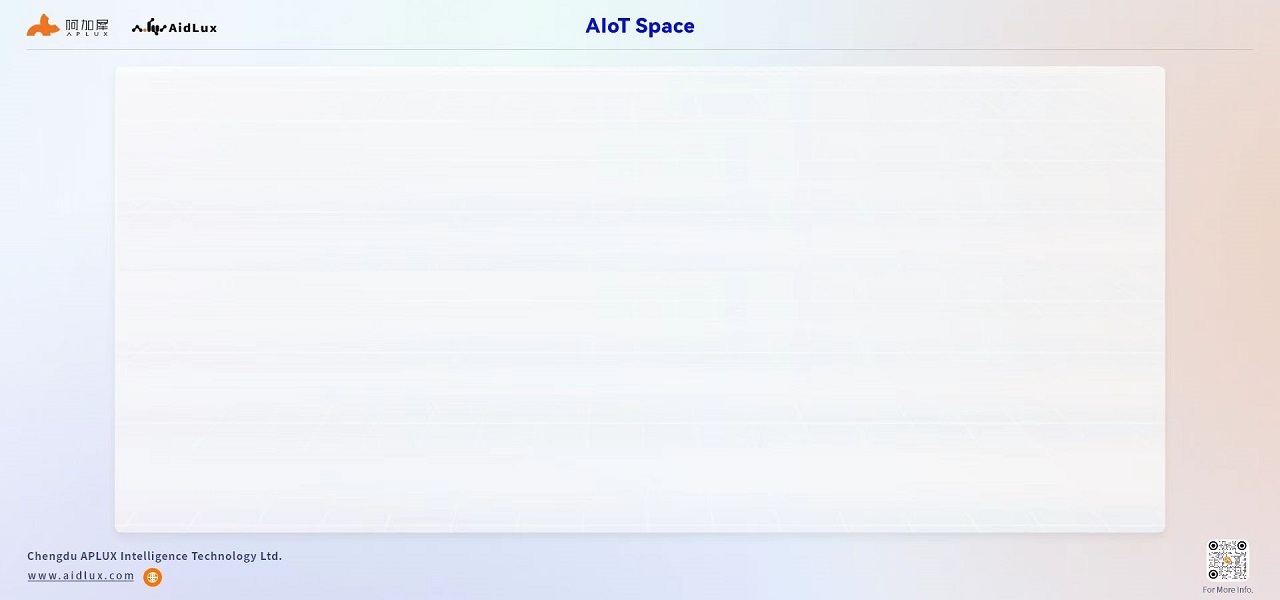 阿加犀
APLUX
AidLux
AIoT Space
Chengdu APLUX Intelligence Technology Ltd.
www.aidlux.com
For More Info.